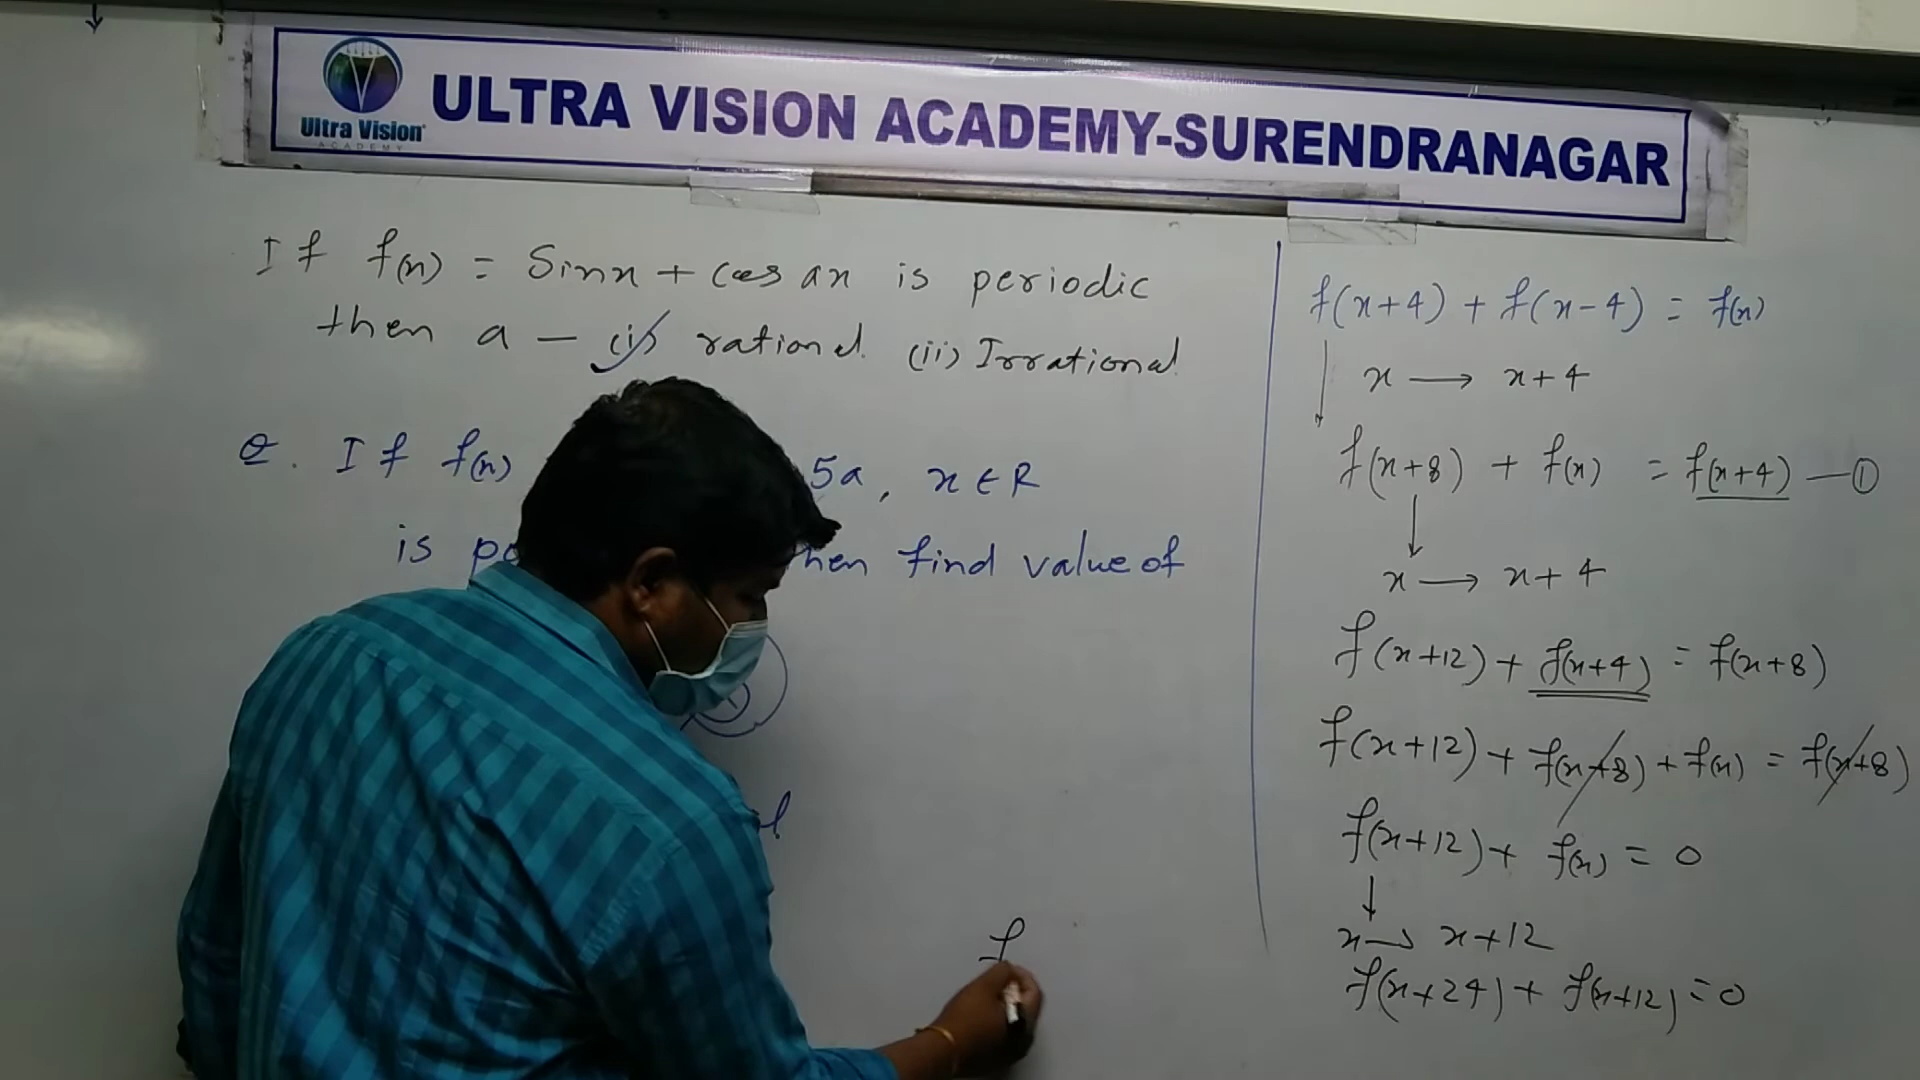 Ultra Vision
ACADEMY
ULTRA VISION ACADEMY-SURENDRANAGAR
If f(x) = Sinx + cos ax is periodic
then a — (i) rational (ii) Irrational
Q. If f(x) 5a, x ∈ R
is then find value of
f
f(x+4) + f(x-4) = f(x)
x → x+4
f(x+8) + f(x) = f(x+4) — ①
x → x+4
f(x+12) + f(x+4) = f(x+8)
f(x+12) + f(x+8) + f(x) = f(x+8)
f(x+12) + f(x) = 0
x → x+12
f(x+24) + f(x+12) = 0